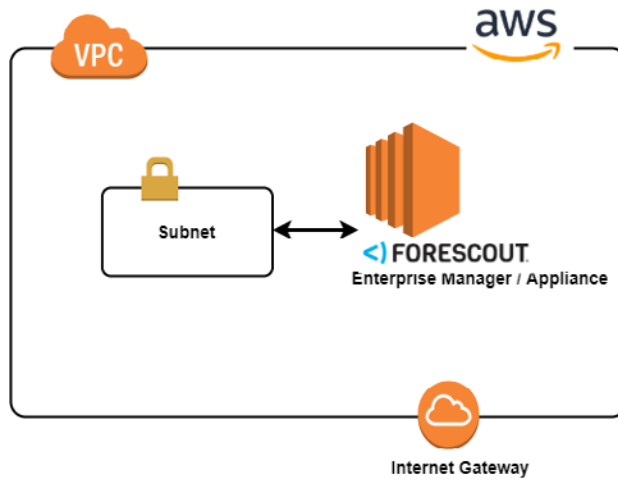 aws
VPC
Subnet
FORESCOUT.
Enterprise Manager / Appliance
Internet Gateway